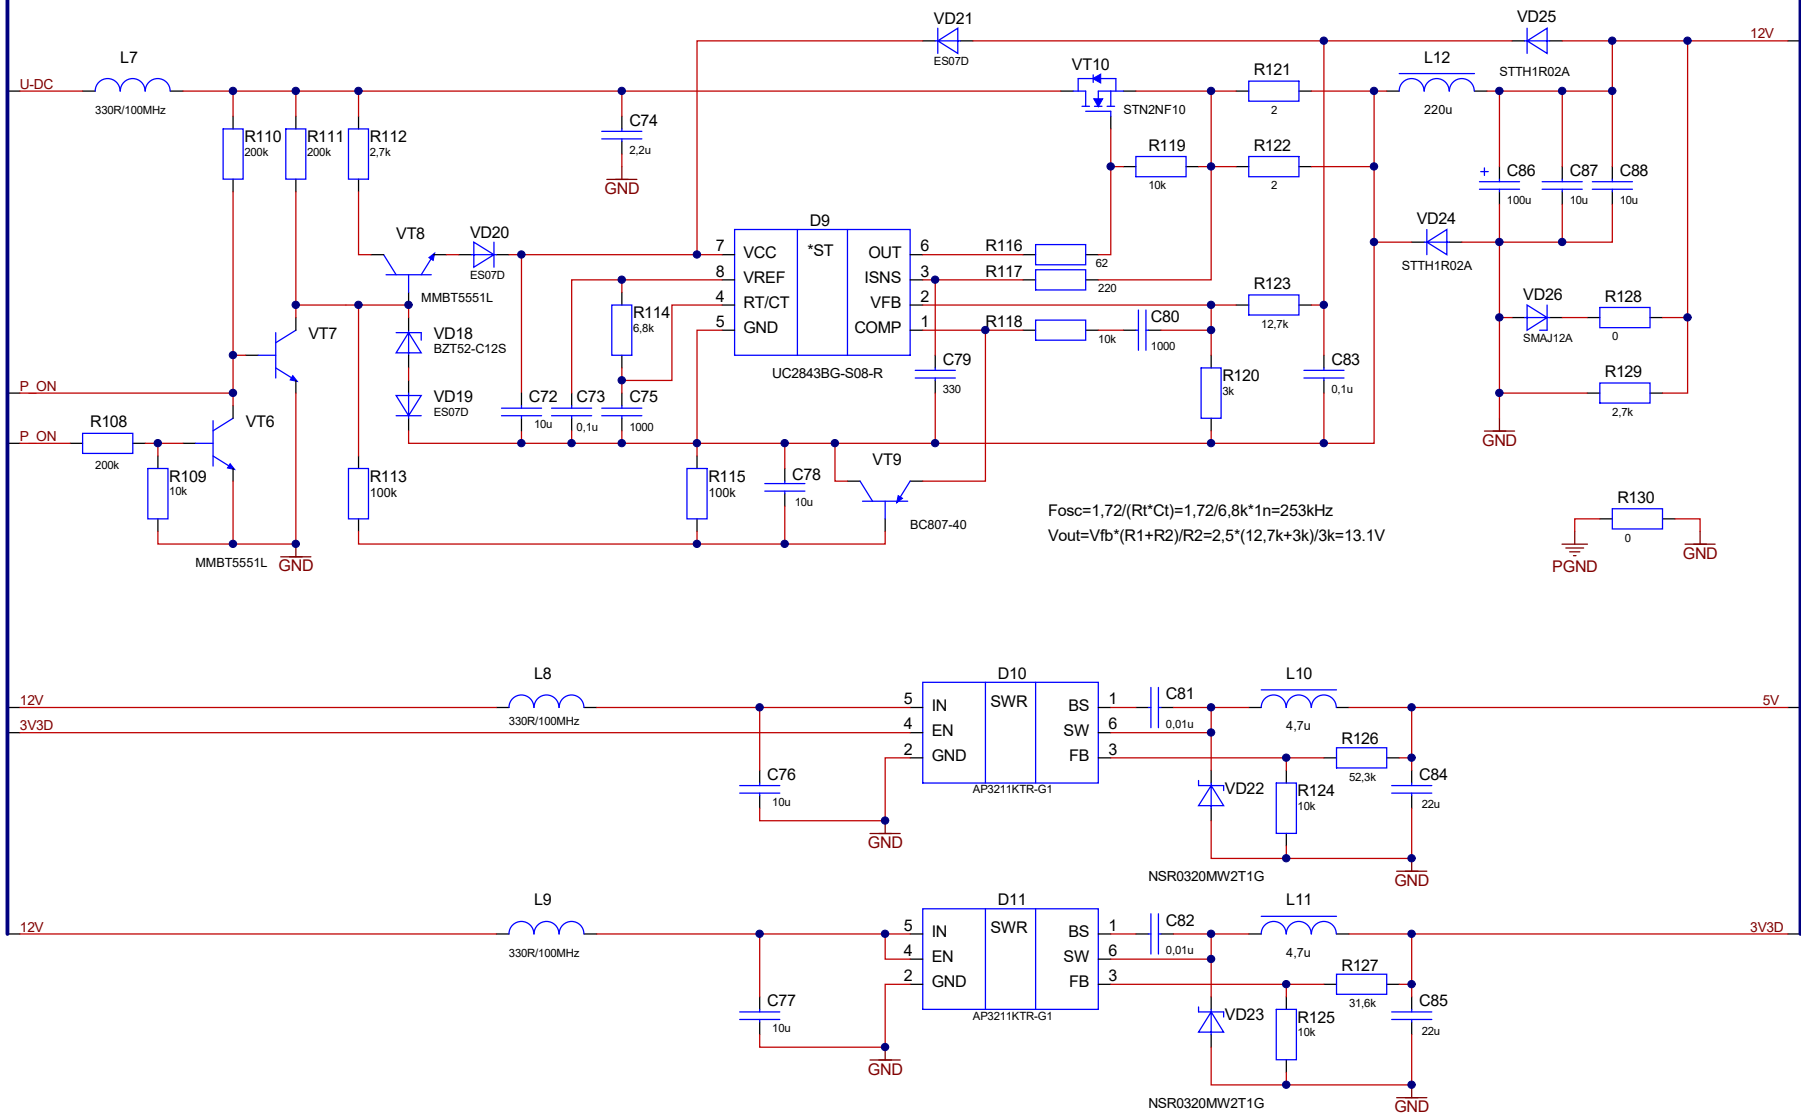 VD21
ES07D
VD25
STTH1R02A
12V
L7
U-DC
330R/100MHz
VT10
STN2NF10
R121
2
L12
220u
R110
200k
R111
200k
R112
2,7k
C74
2,2u
GND
R119
10k
R122
2
+
C86
100u
C87
10u
C88
10u
VT8
MMBT5551L
VD20
ES07D
D9
7
VCC
*ST
OUT
6
8
VREF
ISNS
3
4
RT/CT
VFB
2
5
GND
COMP
1
UC2843BG-S08-R
R116
62
R117
220
R123
12,7k
VD24
STTH1R02A
VD26
SMAJ12A
R128
0
R129
2,7k
GND
VT7
VD18
BZT52-C12S
VD19
ES07D
R114
6,8k
C72
10u
C73
0,1u
C75
1000
R118
10k
C80
1000
C79
330
R120
3k
C83
0,1u
P_ON
P_ON
R108
200k
VT6
R109
10k
MMBT5551L
GND
R113
100k
R115
100k
C78
10u
VT9
BC807-40
Fosc=1,72/(Rt*Ct)=1,72/6,8k*1n=253kHz
Vout=Vfb*(R1+R2)/R2=2,5*(12,7k+3k)/3k=13.1V
R130
0
PGND
GND
12V
3V3D
L8
330R/100MHz
C76
10u
GND
D10
5
IN
SWR
BS
1
4
EN
SW
6
2
GND
FB
3
AP3211KTR-G1
C81
0,01u
L10
4,7u
5V
R126
52,3k
VD22
NSR0320MW2T1G
R124
10k
C84
22u
GND
12V
L9
330R/100MHz
C77
10u
GND
D11
5
IN
SWR
BS
1
4
EN
SW
6
2
GND
FB
3
AP3211KTR-G1
C82
0,01u
L11
4,7u
3V3D
R127
31,6k
VD23
NSR0320MW2T1G
R125
10k
C85
22u
GND